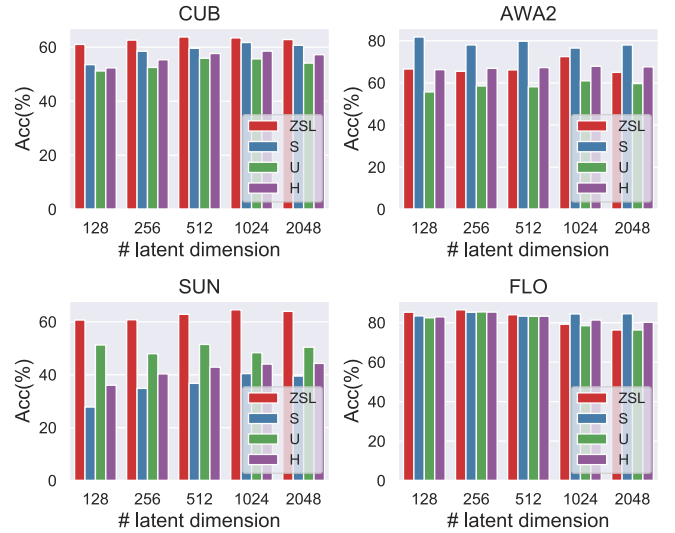 CUB
Acc(%)
60
40
20
0
ZSL
S
U
H
128 256 512 1024 2048
# latent dimension
AWA2
Acc(%)
80
60
40
20
0
ZSL
S
U
H
128 256 512 1024 2048
# latent dimension
SUN
Acc(%)
60
40
20
0
ZSL
S
U
H
128 256 512 1024 2048
# latent dimension
FLO
Acc(%)
80
60
40
20
0
ZSL
S
U
H
128 256 512 1024 2048
# latent dimension